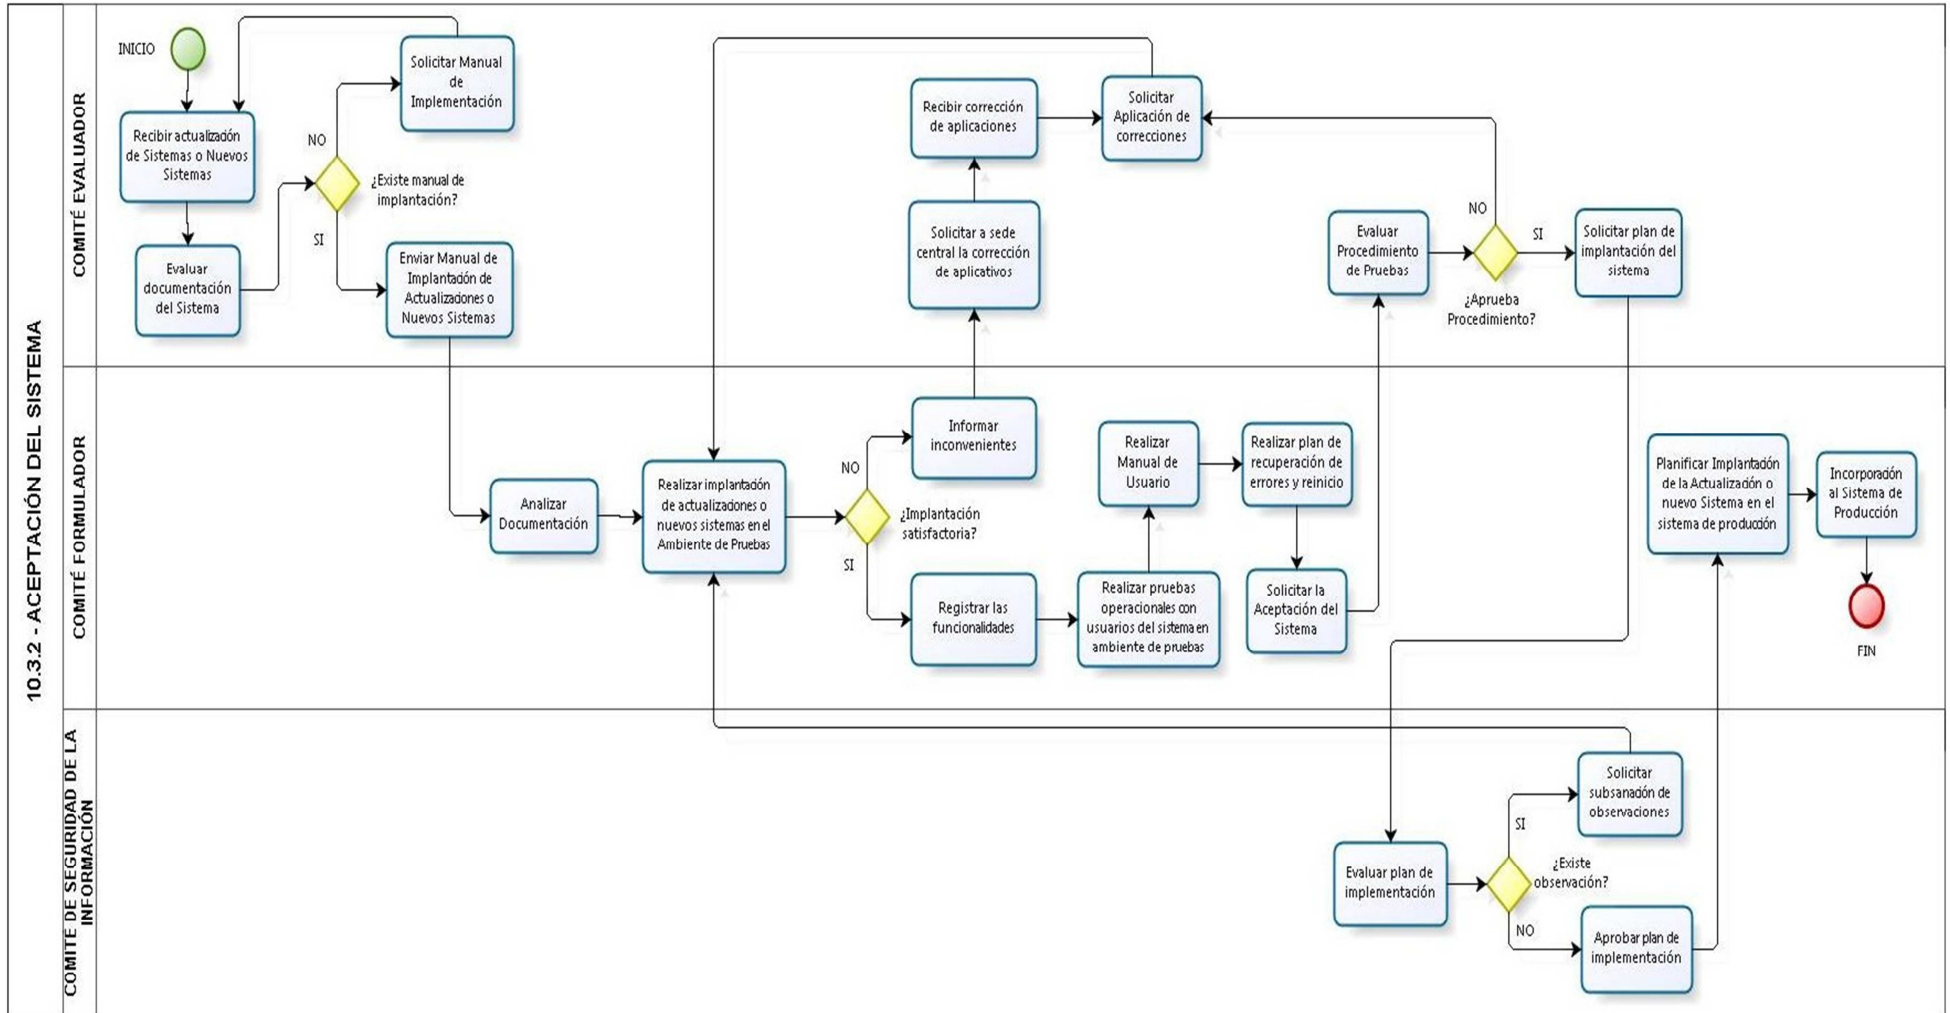 10.3.2 - ACEPTACIÓN DEL SISTEMA
COMITÉ EVALUADOR
INICIO
Recibir actualización
de Sistemas o Nuevos
Sistemas
Evaluar
documentación
del Sistema
¿Existe manual de
implantación?
NO
Solicitar Manual
de
Implementación
SI
Enviar Manual de
Implantación de
Actualizaciones o
Nuevos Sistemas
Recibir corrección
de aplicaciones
Solicitar
Aplicación de
correcciones
Solicitar a sede
central la corrección
de aplicativos
Evaluar
Procedimiento
de Pruebas
NO
SI
¿Aprueba
Procedimiento?
Solicitar plan de
implantación del
sistema
COMITÉ FORMULADOR
Analizar
Documentación
Realizar implantación
de actualizaciones o
nuevos sistemas en el
Ambiente de Pruebas
NO
¿Implantación
satisfactoria?
SI
Informar
inconvenientes
Registrar las
funcionalidades
Realizar pruebas
operacionales con
usuarios del sistema en
ambiente de pruebas
Realizar
Manual de
Usuario
Realizar plan de
recuperación de
errores y reinicio
Solicitar la
Aceptación del
Sistema
Planificar Implantación
de la Actualización o
nuevo Sistema en el
sistema de producción
Incorporación
al Sistema de
Producción
FIN
COMITÉ DE SEGURIDAD DE LA
INFORMACIÓN
Evaluar plan de
implementación
SI
¿Existe
observación?
NO
Solicitar
subsanación de
observaciones
Aprobar plan de
implementación